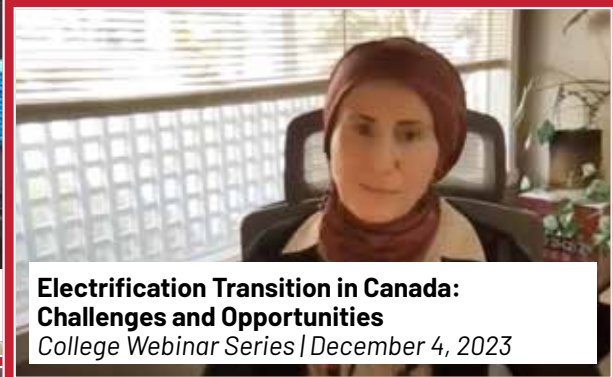 Electrification Transition in Canada:
Challenges and Opportunities
College Webinar Series | December 4, 2023